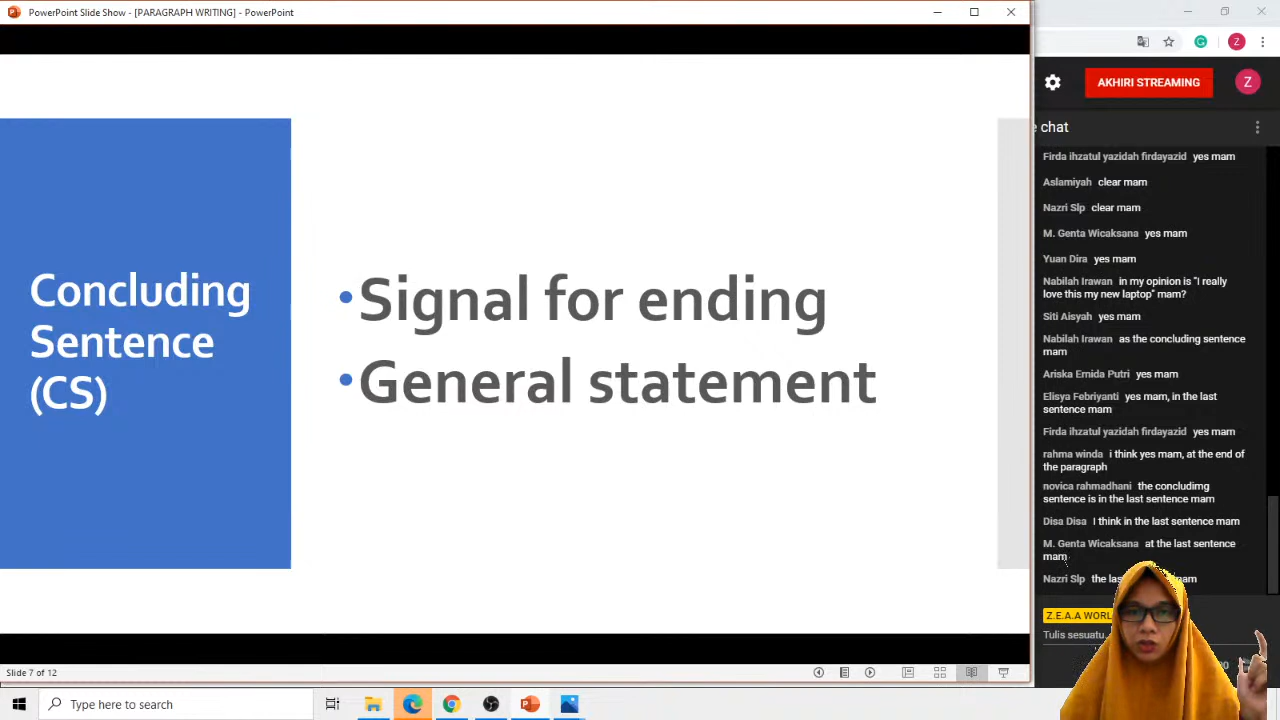 PowerPoint Slide Show - [PARAGRAPH WRITING] - PowerPoint
Concluding
Sentence
(CS)
•Signal for ending
•General statement
Slide 7 of 12
Type here to search
Z
AKHIRI STREAMING
Z
chat
Firda ihzatul yazidah firdayazid yes mam
Aslamiyah clear mam
Nazri Slp clear mam
M. Genta Wicaksana yes mam
Yuan Dira yes mam
Nabilah Irawan in my opinion is "I really
love this my new laptop" mam?
Siti Aisyah yes mam
Nabilah Irawan as the concluding sentence
mam
Ariska Ernida Putri yes mam
Elisya Febriyanti yes mam, in the last
sentence mam
Firda ihzatul yazidah firdayazid yes mam
rahma winda i think yes mam, at the end of
the paragraph
novica rahmadhani the concludimg
sentence is in the last sentence mam
Disa Disa I think in the last sentence mam
M. Genta Wicaksana at the last sentence
mam
Nazri Slp the mam
Z.E.A.A
Tulis sesuatu.